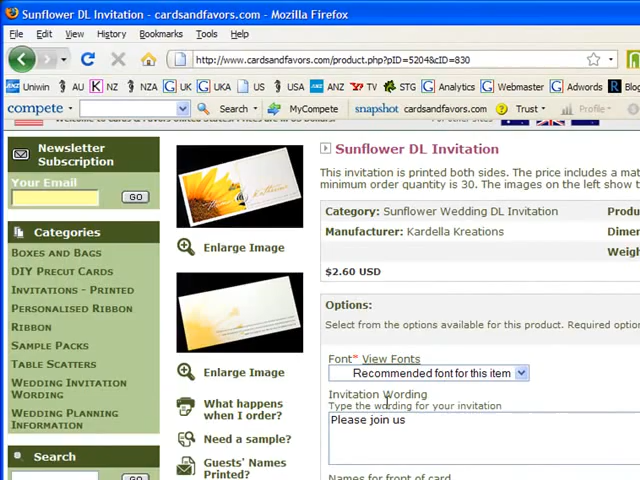 Sunflower DL Invitation - cardsandfavors.com - Mozilla Firefox
File Edit View History Bookmarks Tools Help
http://www.cardsandfavors.com/product.php?pID=5204&cID=830
Uniwin AU NZ UK UKA US USA YTV TV Analytics Webmaster Adwords R
compete Search MyCompete snapshot cardsandfavors.com Trust Profile
Newsletter Subscription
Your Email
GO
Categories
BOXES AND BAGS
DIY PRECUT CARDS
INVITATIONS - PRINTED
PERSONALISED RIBBON
RIBBON
SAMPLE PACKS
TABLE SCATTERS
WEDDING INVITATION
WORDING
WEDDING PLANNING
INFORMATION
Search
Enlarge Image
Enlarge Image
What happens
when I order?
Need a sample?
Guests' Names
Printed?
Sunflower DL Invitation
This invitation is printed both sides. The price includes a mat
minimum order quantity is 30. The images on the left show t
Category: Sunflower Wedding DL Invitation Produ
Manufacturer: Kardella Kreations Dimen
Weigh
$2.60 USD
Options:
Select from the options available for this product. Required option
Font* View Fonts
Recommended font for this item
Invitation Wording
Type the wording for your invitation
Please join us
Names for front of card